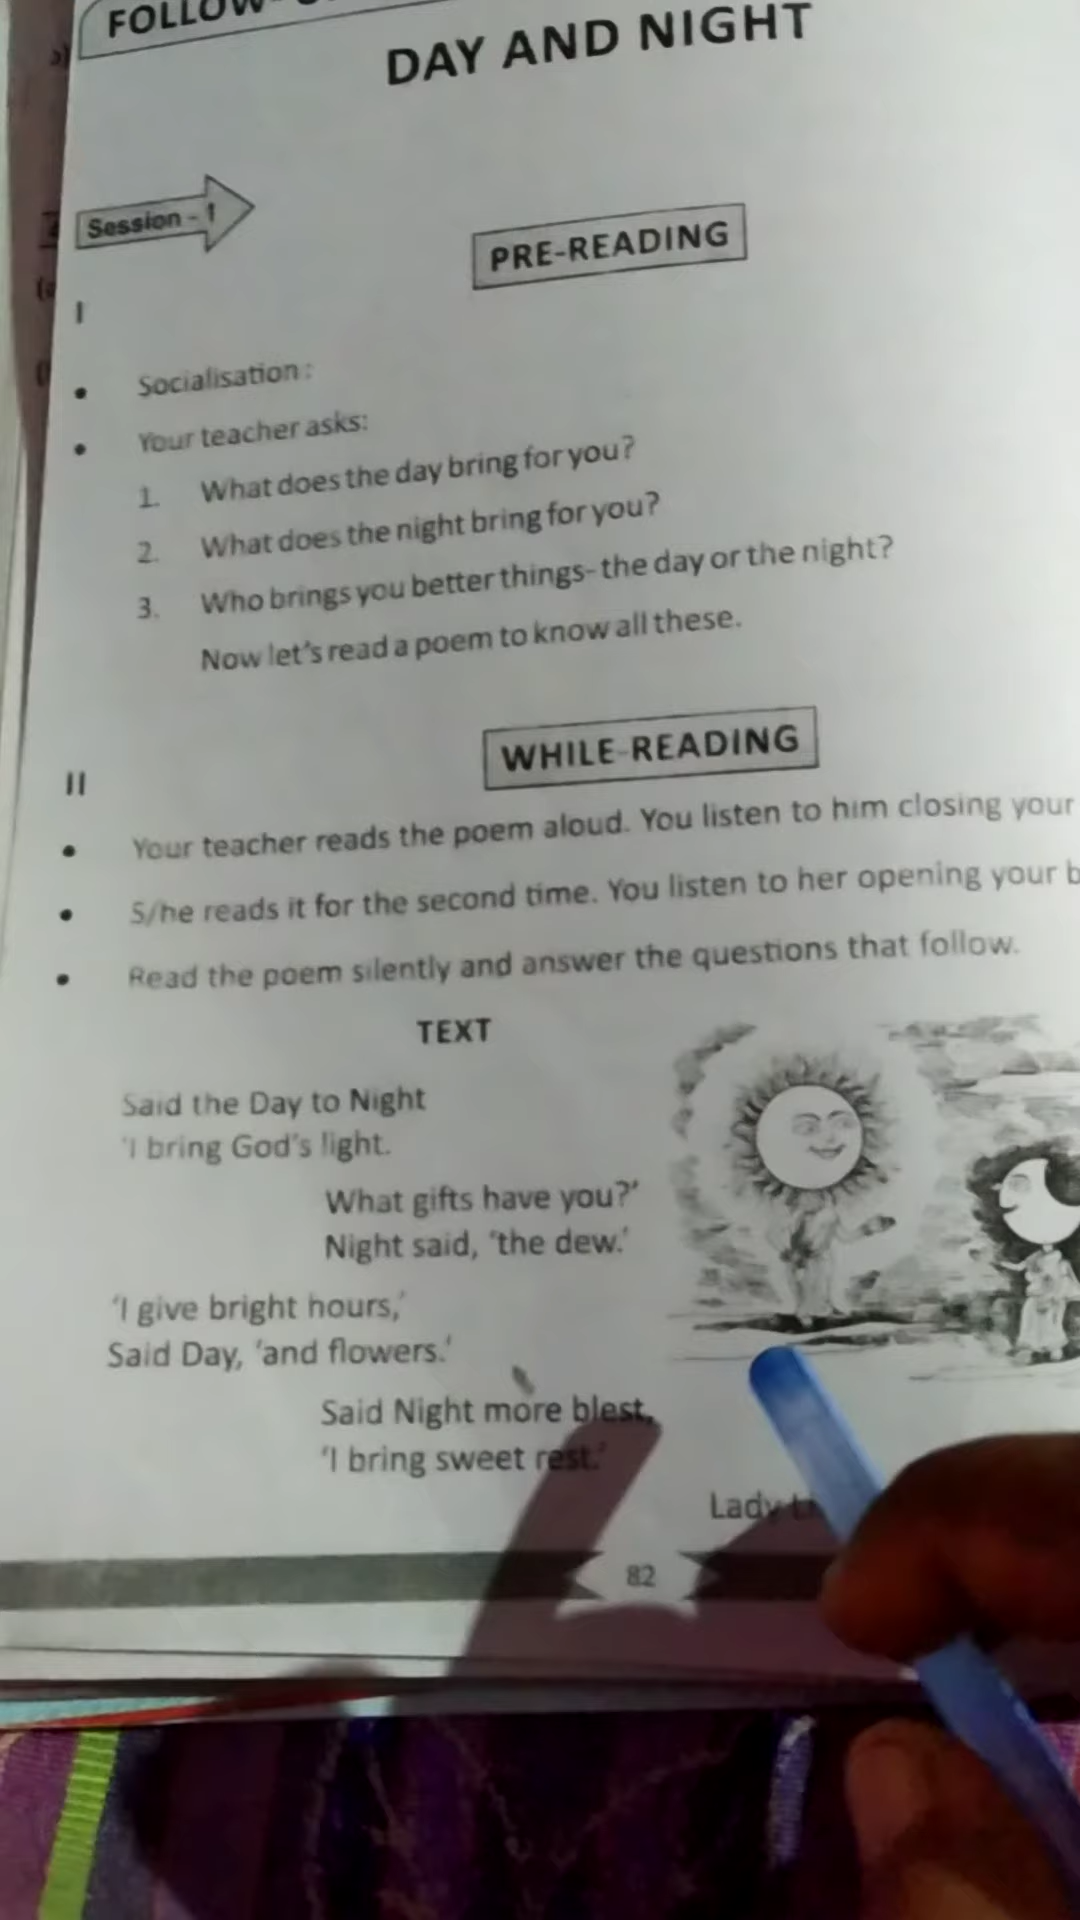 FOLLOW-
DAY AND NIGHT
Session - 1
PRE-READING
I
• Socialisation :
• Your teacher asks:
1. What does the day bring for you?
2. What does the night bring for you?
3. Who brings you better things- the day or the night?
Now let's read a poem to know all these.
WHILE-READING
II
• Your teacher reads the poem aloud. You listen to him closing your
• S/he reads it for the second time. You listen to her opening your
• Read the poem silently and answer the questions that follow.
TEXT
Said the Day to Night
'I bring God's light.
What gifts have you?'
Night said, 'the dew.'
'I give bright hours,'
Said Day, 'and flowers.'
Said Night more blest,
'I bring sweet rest.'
Lady
82